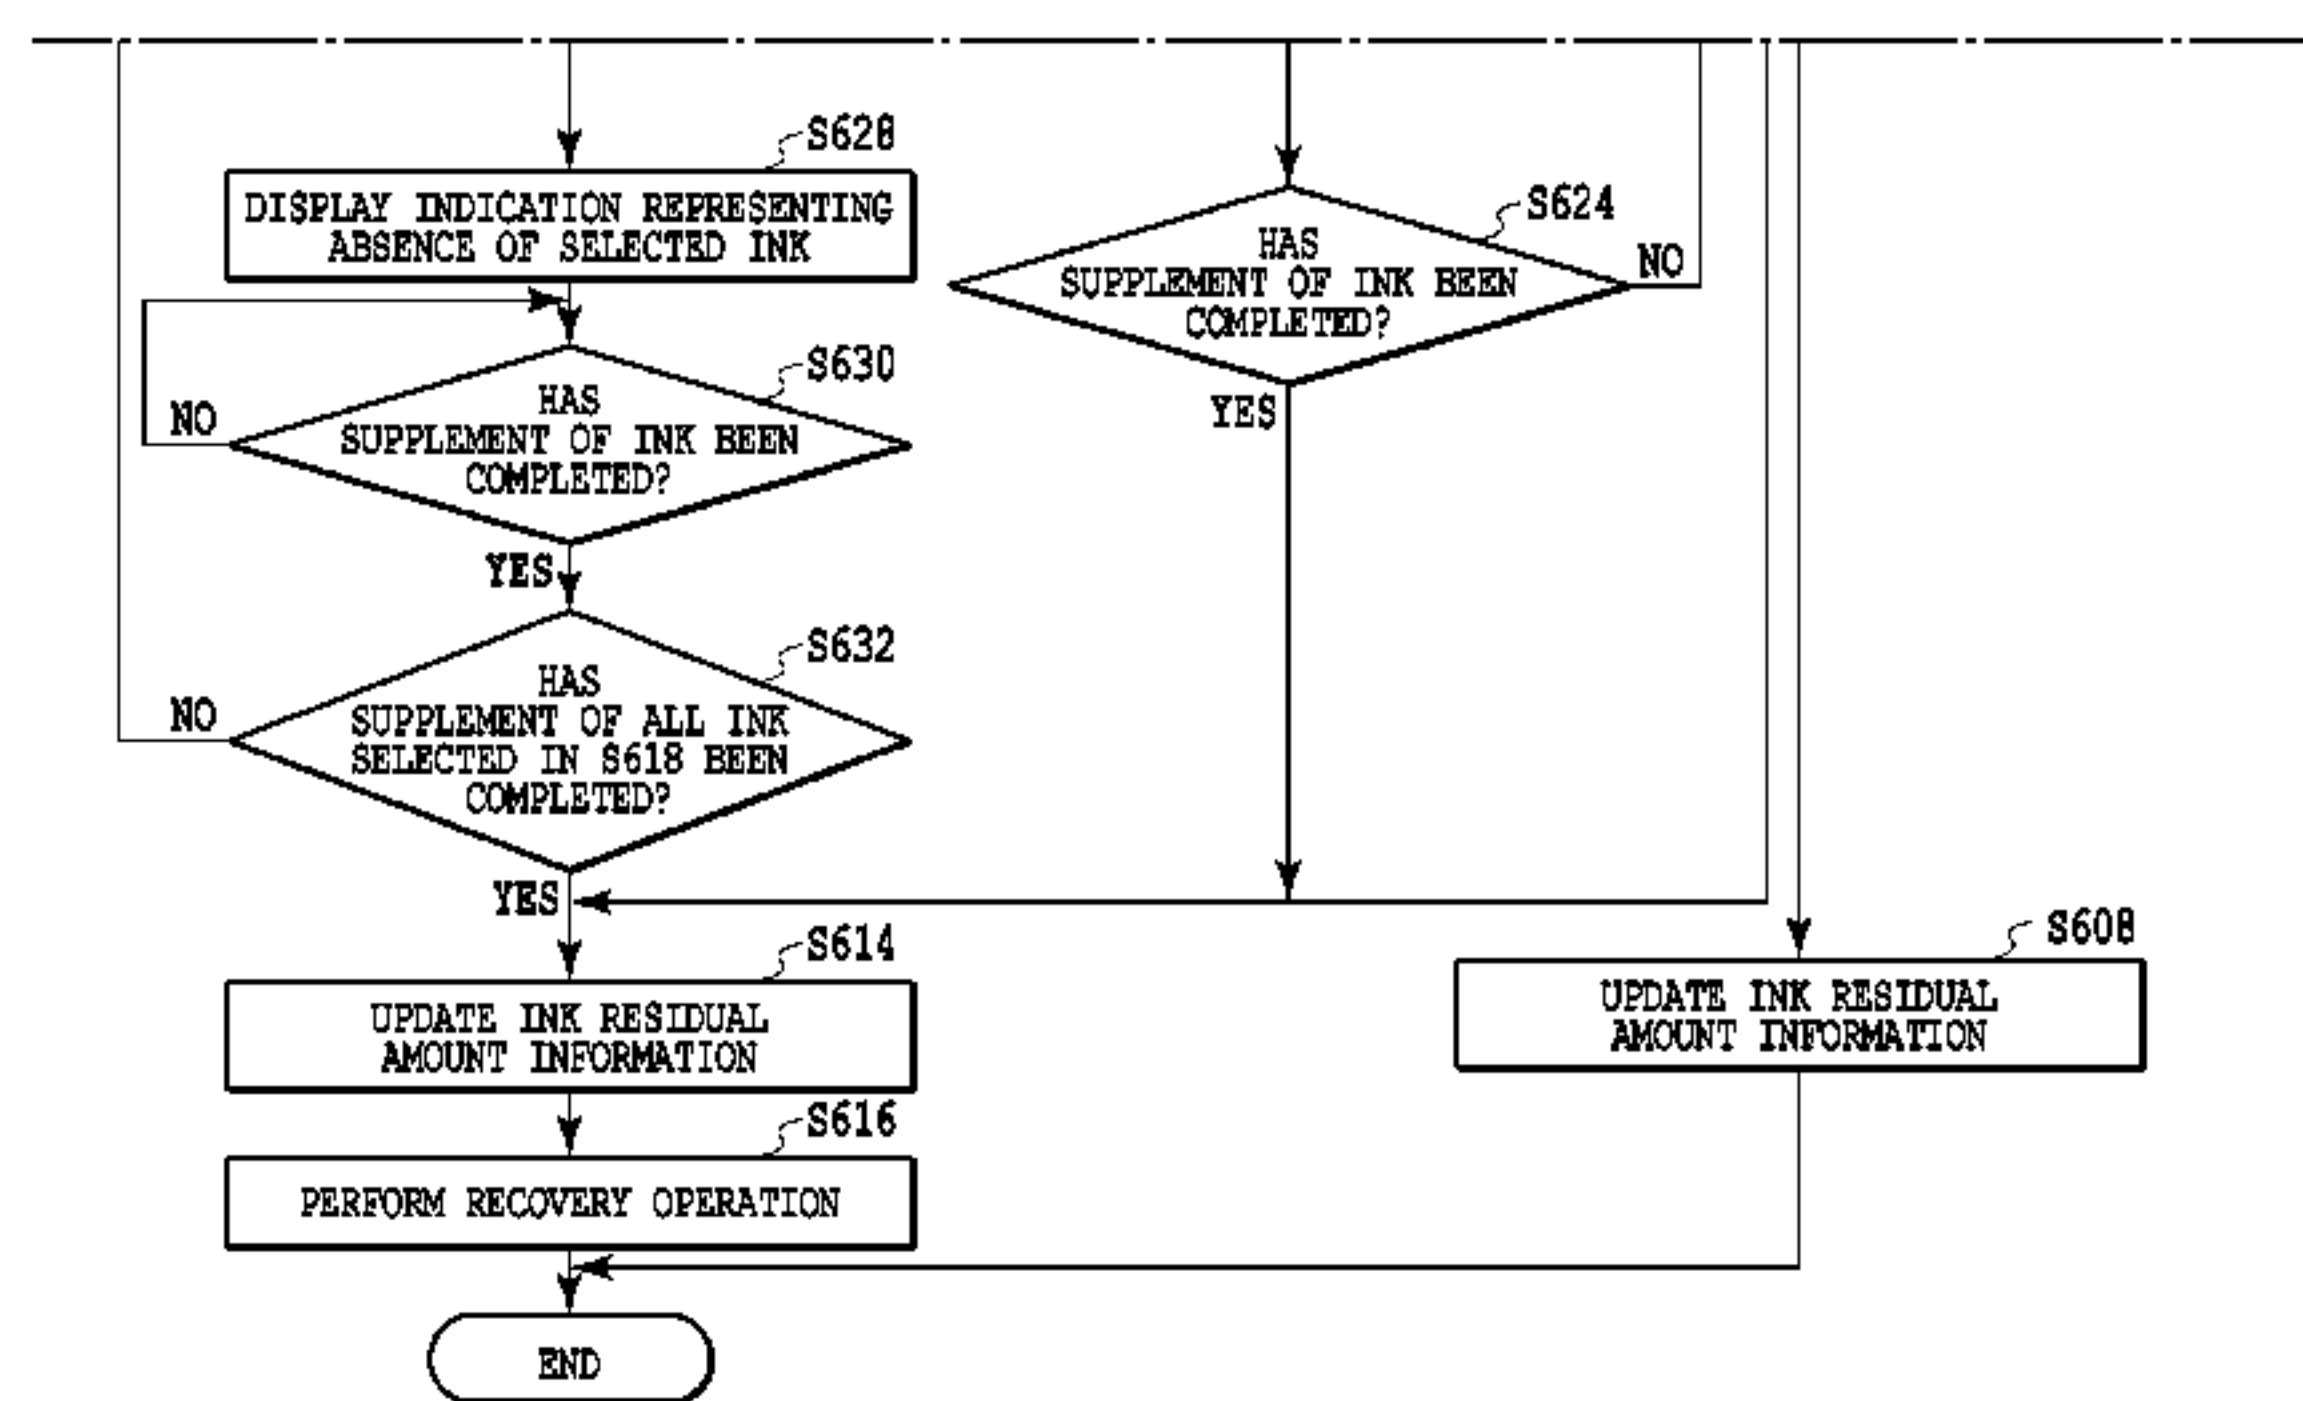 S628
DISPLAY INDICATION REPRESENTING
ABSENCE OF SELECTED INK
S624
HAS
SUPPLEMENT OF INK BEEN
COMPLETED?
NO
YES
S630
HAS
SUPPLEMENT OF INK BEEN
COMPLETED?
NO
YES
S632
HAS
SUPPLEMENT OF ALL INK
SELECTED IN S618 BEEN
COMPLETED?
NO
YES
S614
UPDATE INK RESIDUAL
AMOUNT INFORMATION
S608
UPDATE INK RESIDUAL
AMOUNT INFORMATION
S616
PERFORM RECOVERY OPERATION
END